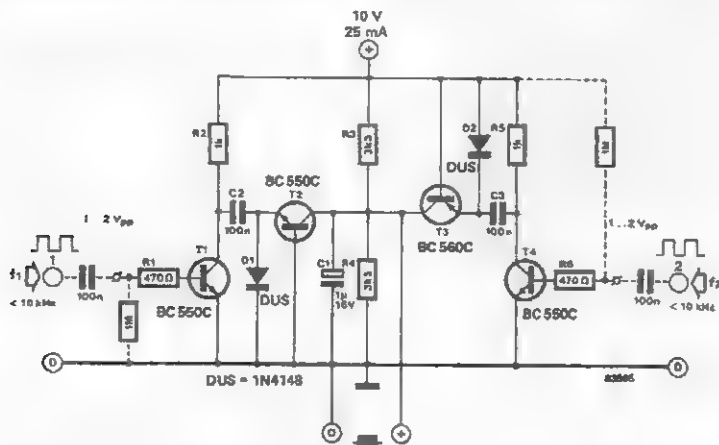 10 V
25 mA
+
R2
1k
R3
3k3
D2
DUS
R5
1k
1M
BC 550C
T2
C2
100n
T3
BC 560C
C3
100n
1 – 2 Vpp
1...2 Vpp
f1
1
< 10 kHz
100n
R1
470Ω
T1
BC 550C
1M
D1
DUS
C1
1µ
16V
R4
3k3
T4
R6
470 Ω
BC 550C
100n
2
f2
< 10 kHz
0
DUS = 1N4148
0
0
+